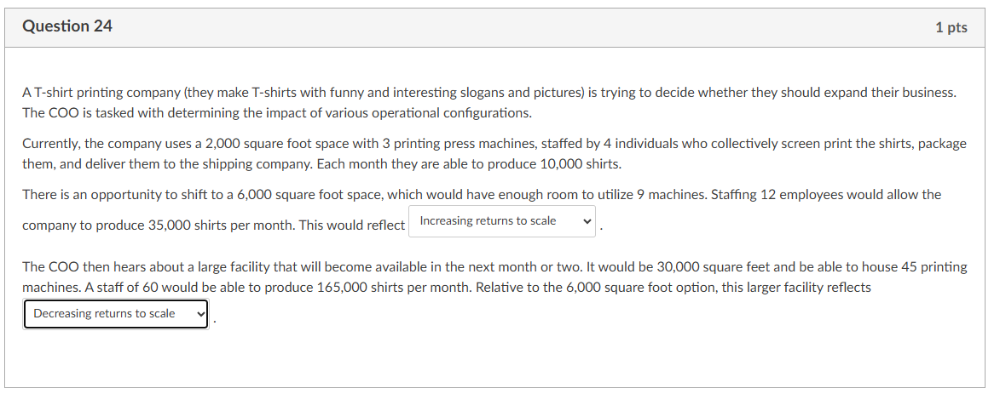 Question 24
1 pts
A T-shirt printing company (they make T-shirts with funny and interesting slogans and pictures) is trying to decide whether they should expand their business.
The COO is tasked with determining the impact of various operational configurations.
Currently, the company uses a 2,000 square foot space with 3 printing press machines, staffed by 4 individuals who collectively screen print the shirts, package
them, and deliver them to the shipping company. Each month they are able to produce 10,000 shirts.
There is an opportunity to shift to a 6,000 square foot space, which would have enough room to utilize 9 machines. Staffing 12 employees would allow the
company to produce 35,000 shirts per month. This would reflect Increasing returns to scale .
The COO then hears about a large facility that will become available in the next month or two. It would be 30,000 square feet and be able to house 45 printing
machines. A staff of 60 would be able to produce 165,000 shirts per month. Relative to the 6,000 square foot option, this larger facility reflects
Decreasing returns to scale .